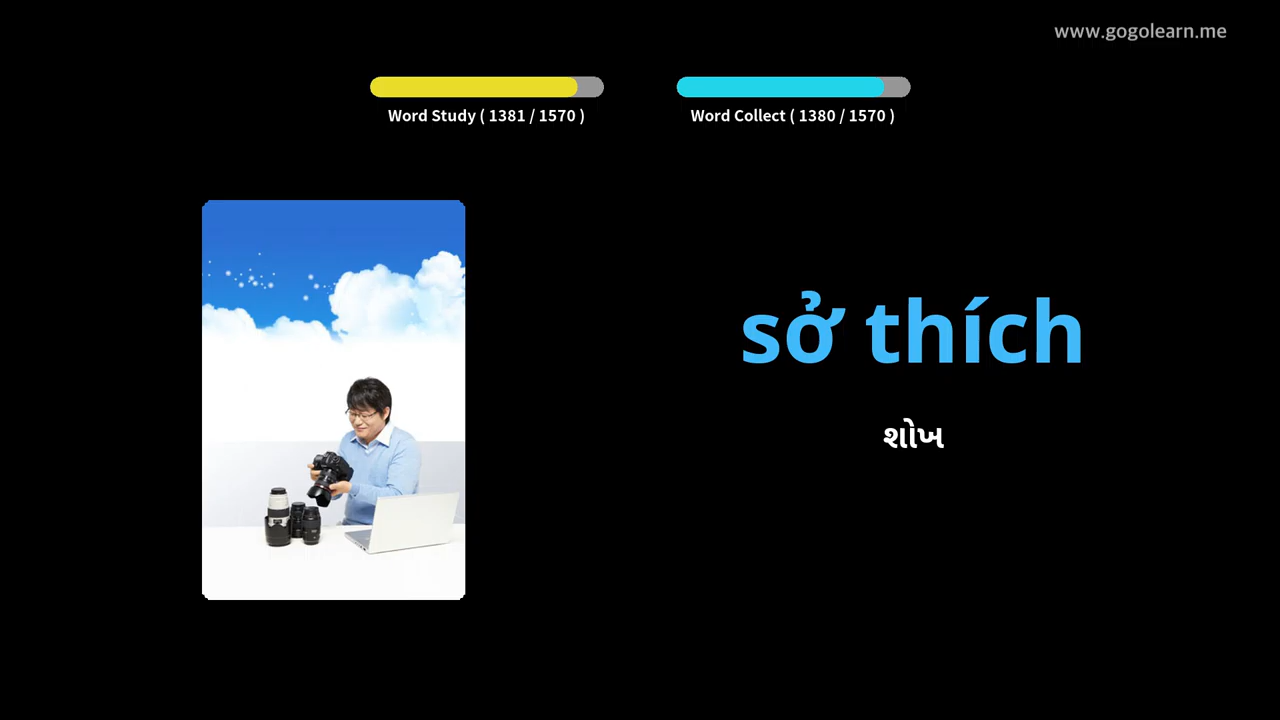 www.gogolearn.me
Word Study ( 1381 / 1570 )
Word Collect ( 1380 / 1570 )
sở thích
શોખ